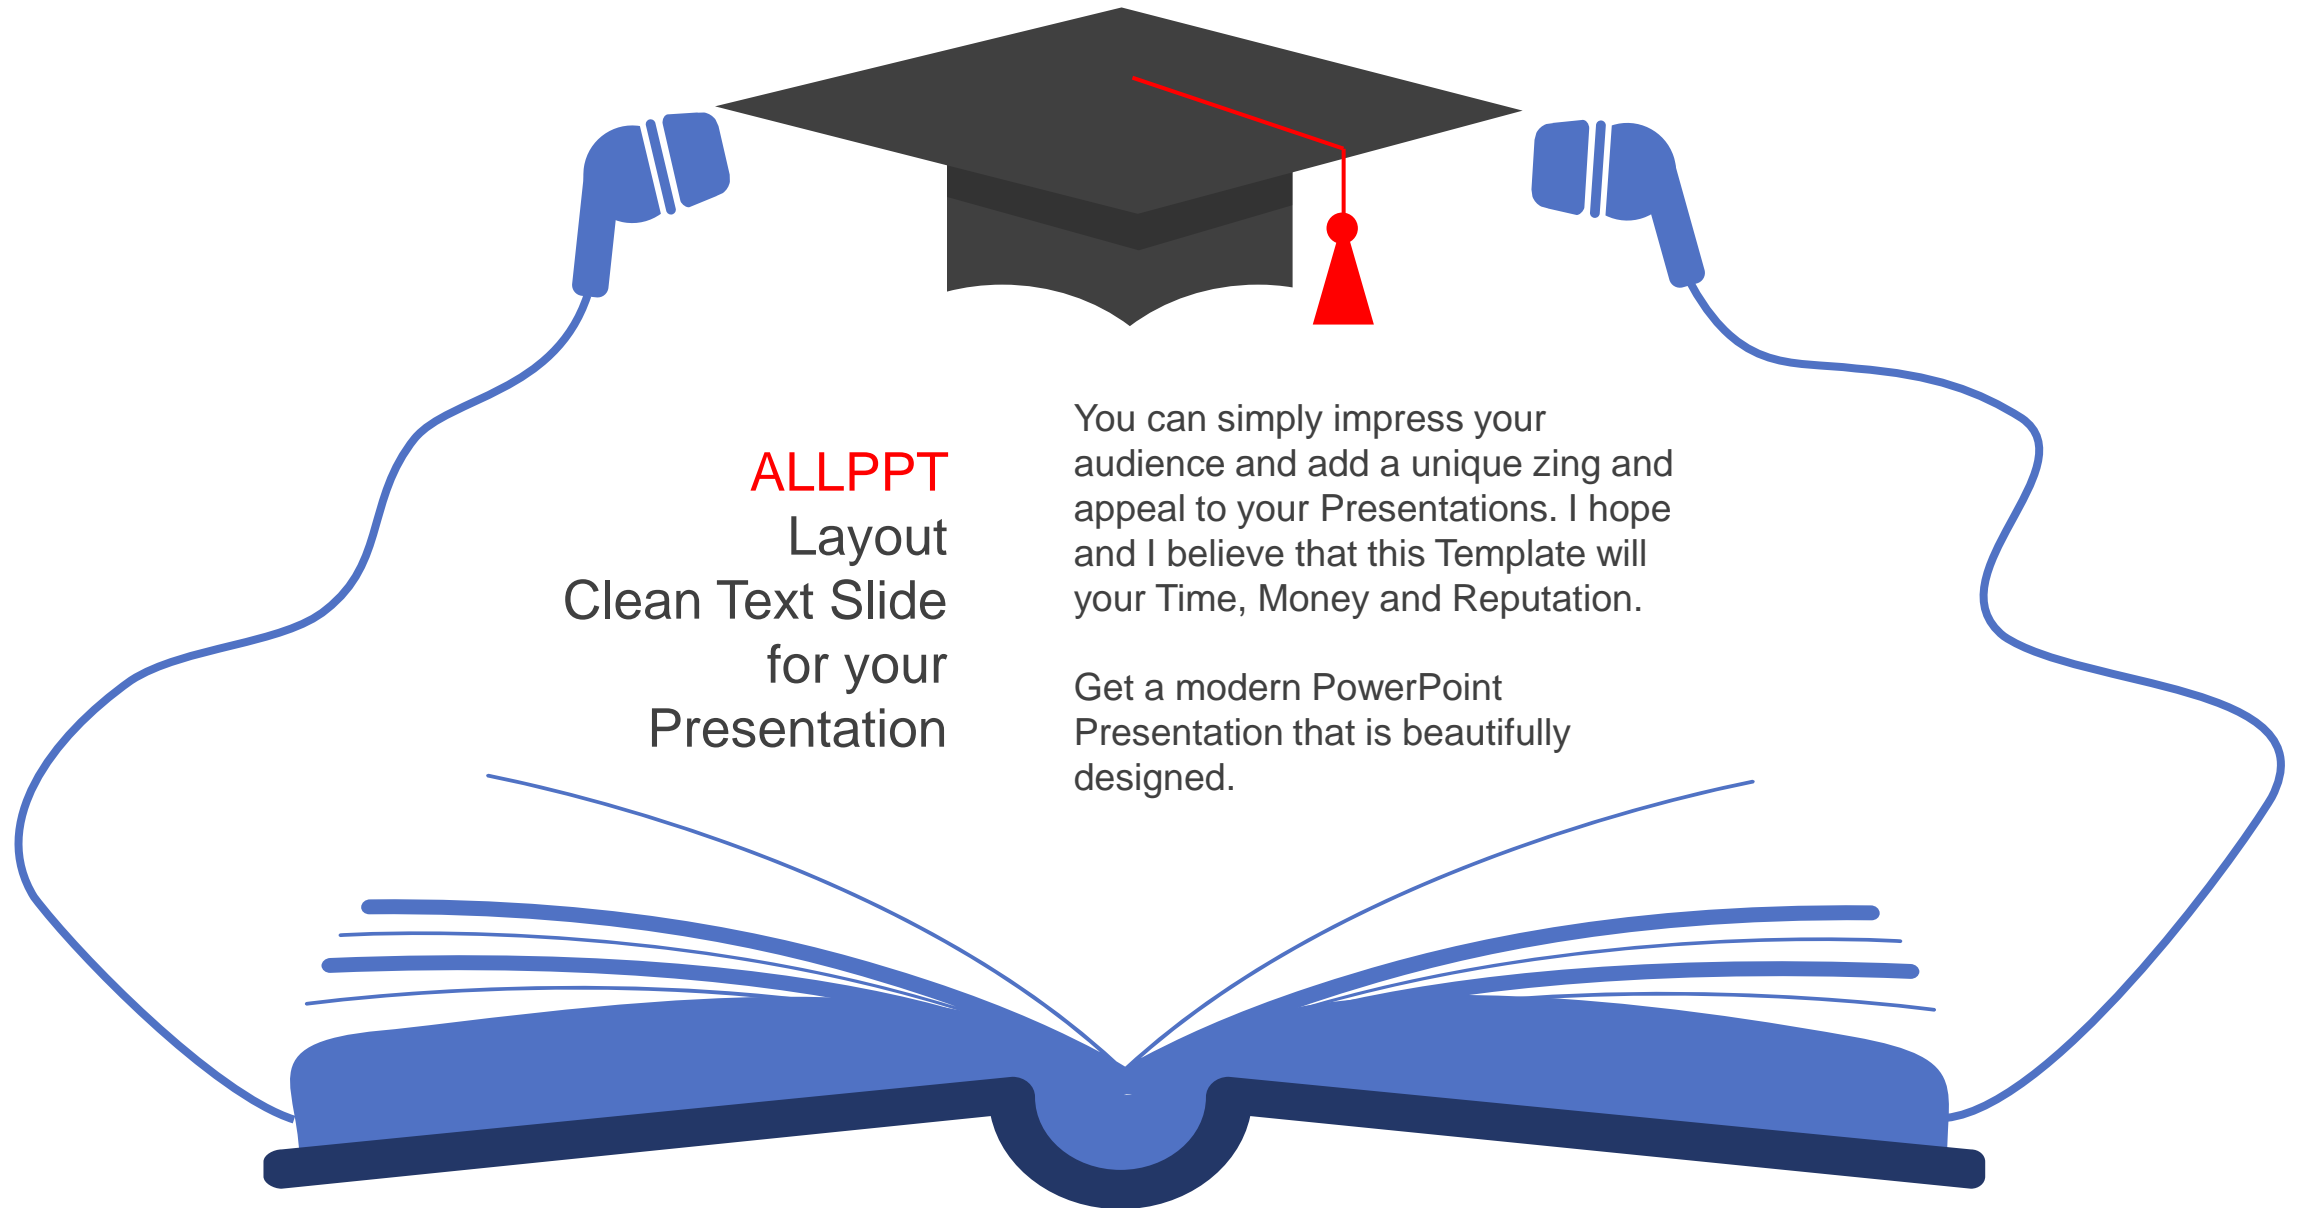 ALLPPT
Layout
Clean Text Slide
for your
Presentation
You can simply impress your
audience and add a unique zing and
appeal to your Presentations. I hope
and I believe that this Template will
your Time, Money and Reputation.
Get a modern PowerPoint
Presentation that is beautifully
designed.